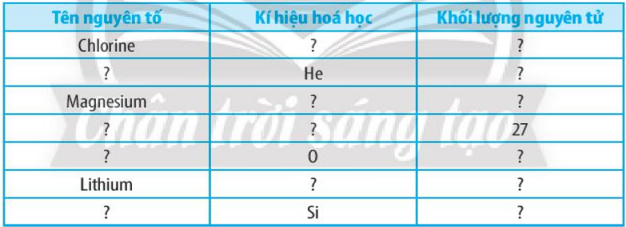 Tên nguyên tố Kí hiệu hoá học Khối lượng nguyên tử
Chlorine ? ?
? He ?
Magnesium ? ?
? ? 27
? O ?
Lithium ? ?
? Si ?
Chân trời sáng tạo